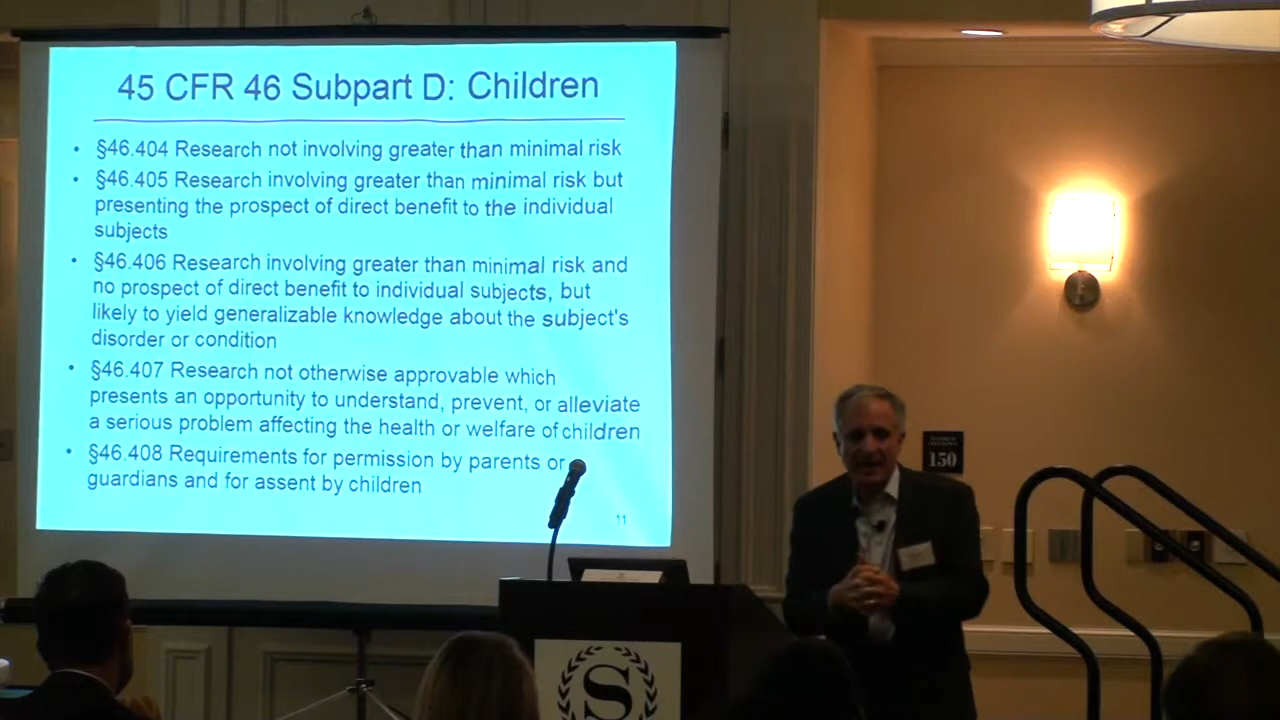 45 CFR 46 Subpart D: Children
• §46.404 Research not involving greater than minimal risk
• §46.405 Research involving greater than minimal risk but
presenting the prospect of direct benefit to the individual
subjects
• §46.406 Research involving greater than minimal risk and
no prospect of direct benefit to individual subjects, but
likely to yield generalizable knowledge about the subject's
disorder or condition
• §46.407 Research not otherwise approvable which
presents an opportunity to understand, prevent, or alleviate
a serious problem affecting the health or welfare of children
• §46.408 Requirements for permission by parents or
guardians and for assent by children
11
150
S